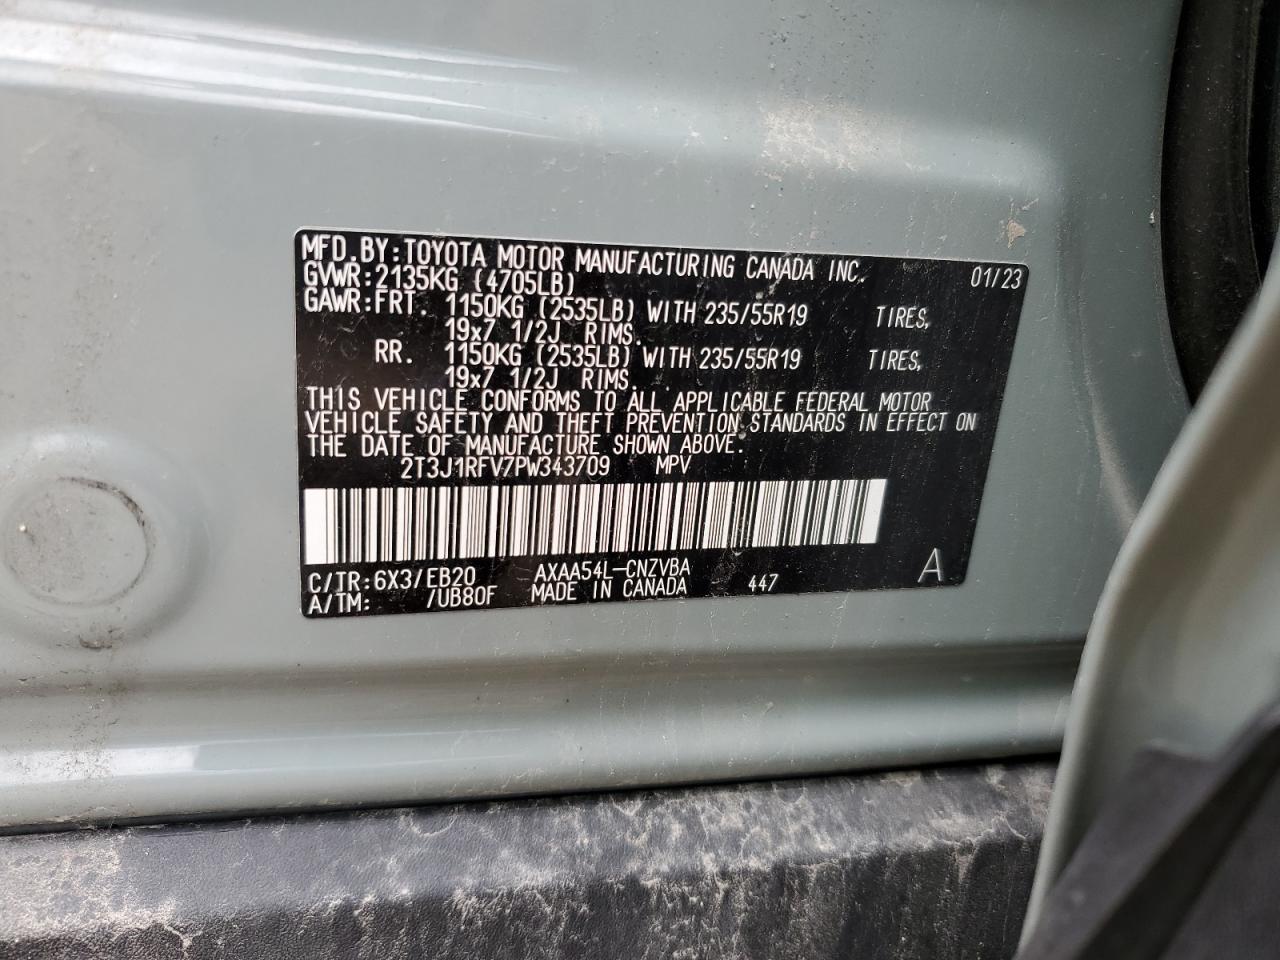 MFD.BY:TOYOTA MOTOR MANUFACTURING CANADA INC. 01/23
GVWR:2135KG (4705LB)
GAWR:FRT. 1150KG (2535LB) WITH 235/55R19 TIRES,
19x7 1/2J RIMS.
RR. 1150KG (2535LB) WITH 235/55R19 TIRES,
19x7 1/2J RIMS.
THIS VEHICLE CONFORMS TO ALL APPLICABLE FEDERAL MOTOR
VEHICLE SAFETY AND THEFT PREVENTION STANDARDS IN EFFECT ON
THE DATE OF MANUFACTURE SHOWN ABOVE.
2T3J1RFV7PW343709 MPV
C/TR:6X3/EB20 AXAA54L-CNZVBA 447 A
A/TM: /UB80F MADE IN CANADA